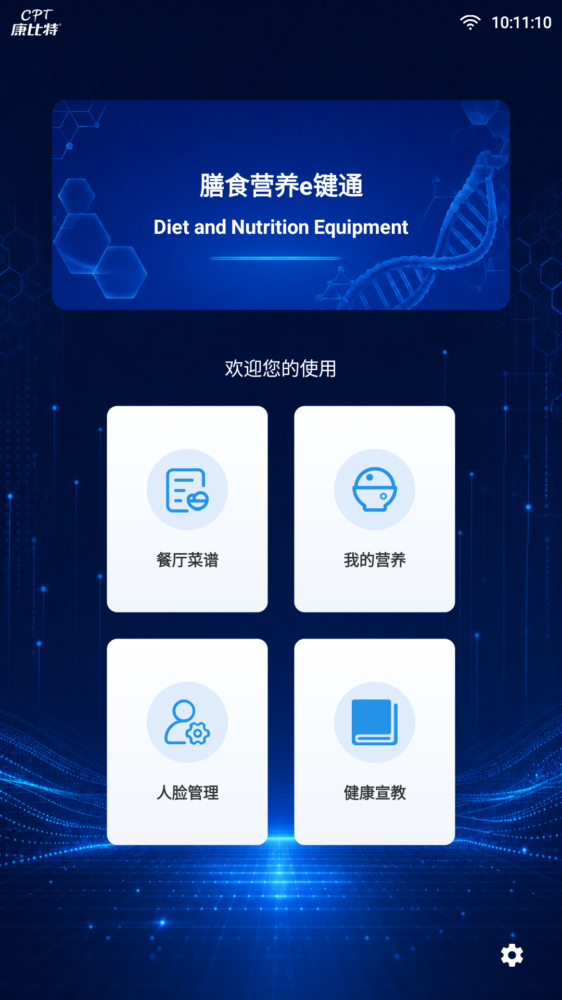 CPT
康比特®
10:11:10
膳食营养e键通
Diet and Nutrition Equipment
欢迎您的使用
餐厅菜谱
我的营养
人脸管理
健康宣教